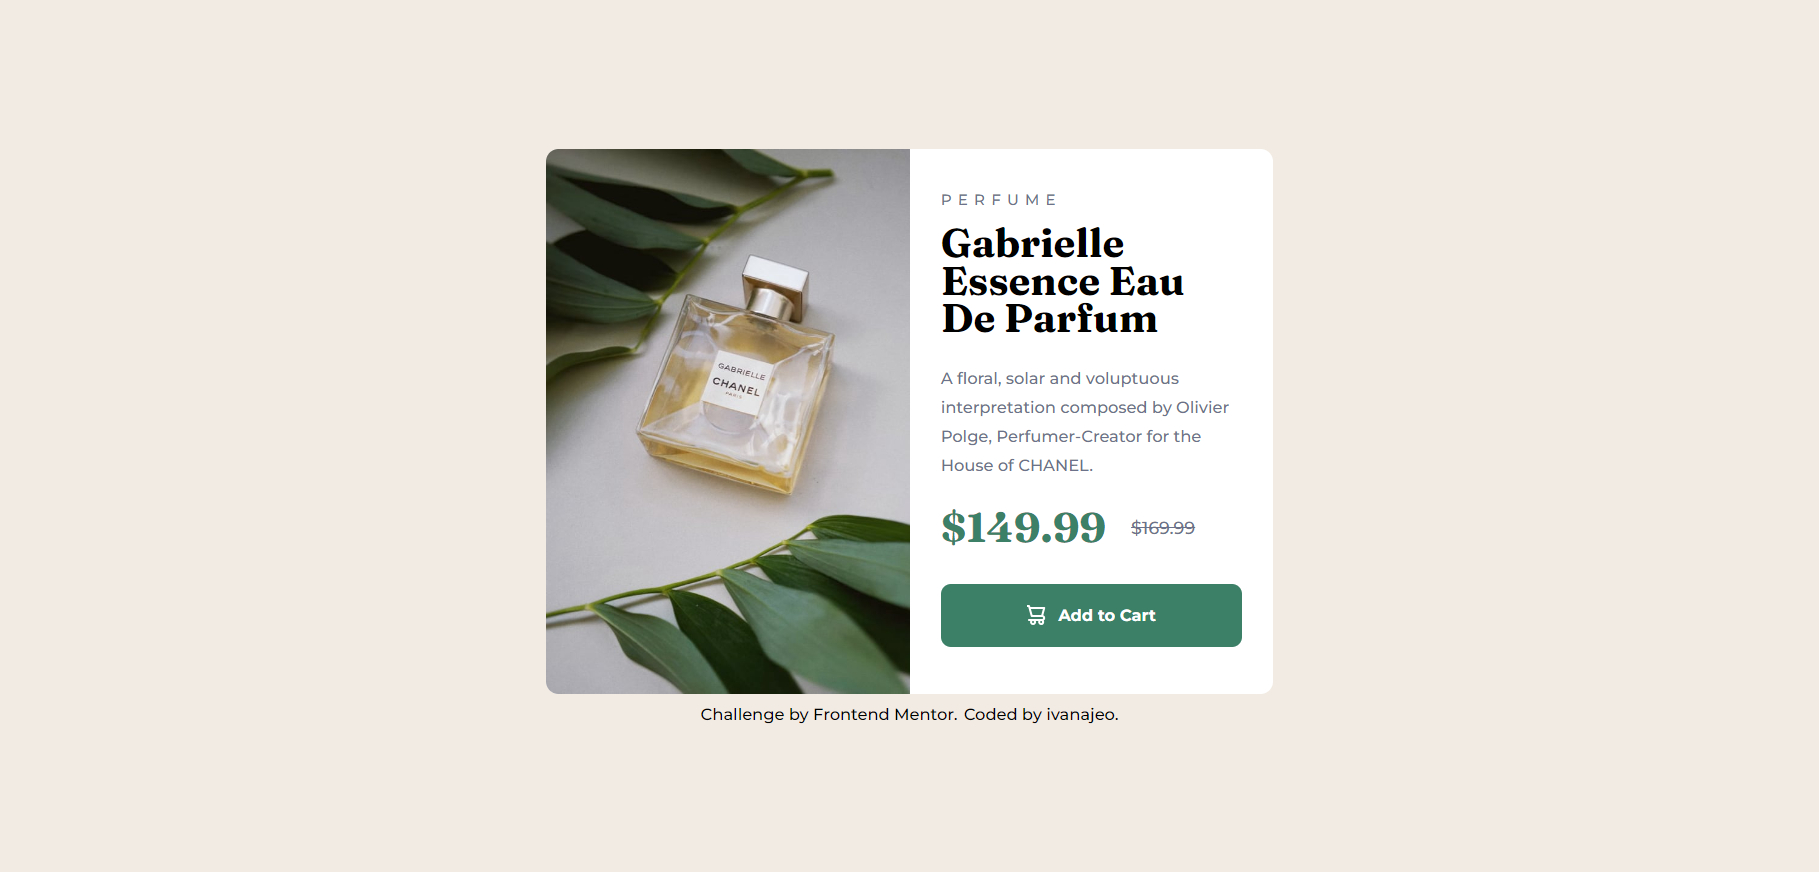 GABRIELLE
CHANEL
PARIS
PERFUME
Gabrielle
Essence Eau
De Parfum
A floral, solar and voluptuous
interpretation composed by Olivier
Polge, Perfumer-Creator for the
House of CHANEL.
$149.99 $169.99
Add to Cart
Challenge by Frontend Mentor. Coded by ivanajeo.